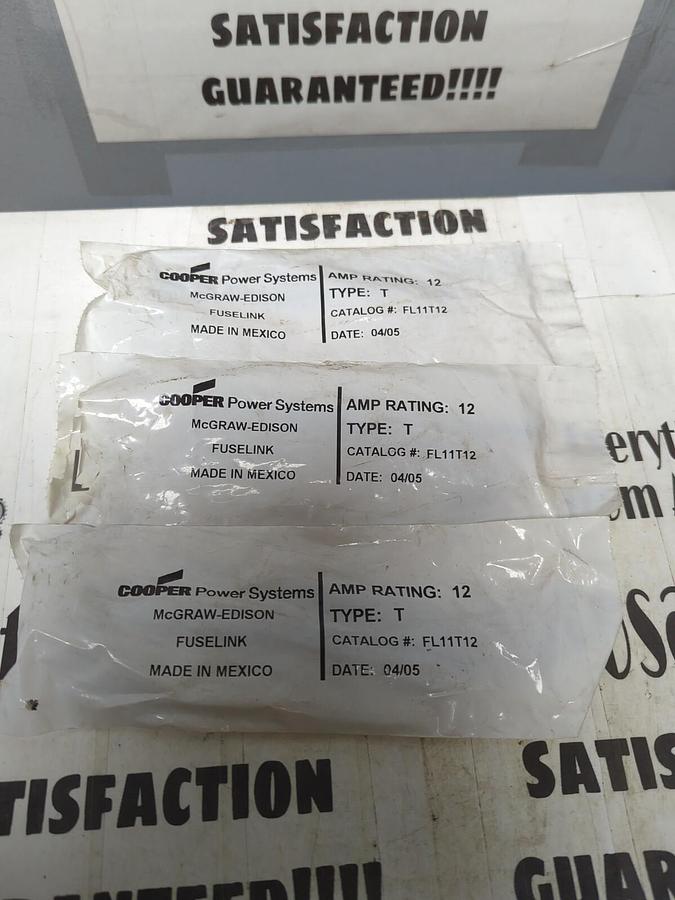 SATISFACTION
GUARANTEED!!!!
SATISFACTION
COOPER Power Systems
McGRAW-EDISON
FUSELINK
MADE IN MEXICO
AMP RATING: 12
TYPE: T
CATALOG #: FL11T12
DATE: 04/05
COOPER Power Systems
McGRAW-EDISON
FUSELINK
MADE IN MEXICO
AMP RATING: 12
TYPE: T
CATALOG #: FL11T12
DATE: 04/05
COOPER Power Systems
McGRAW-EDISON
FUSELINK
MADE IN MEXICO
AMP RATING: 12
TYPE: T
CATALOG #: FL11T12
DATE: 04/05
TISFACTION
SATIS
GUAR